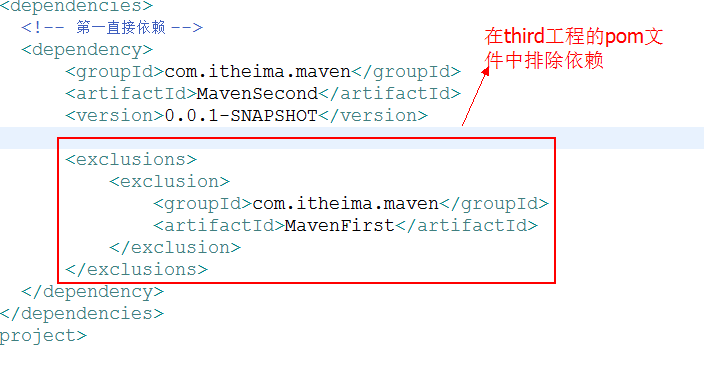 <dependencies>
<!-- 第一直接依赖 -->
<dependency>
<groupId>com.itheima.maven</groupId>
<artifactId>MavenSecond</artifactId>
<version>0.0.1-SNAPSHOT</version>
<exclusions>
<exclusion>
<groupId>com.itheima.maven</groupId>
<artifactId>MavenFirst</artifactId>
</exclusion>
</exclusions>
</dependency>
</dependencies>
project>
在third工程的pom文
件中排除依赖